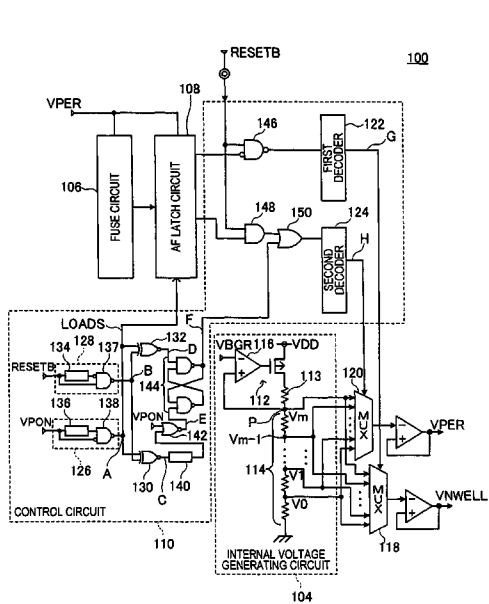 RESETB
100
VPER
108
146
122
G
106
FUSE CIRCUIT
AF LATCH CIRCUIT
FIRST DECODER
148
150
124
SECOND DECODER
H
LOADS
F
134
128
137
132
D
RESETB
B
144
VPON
E
142
136
138
VPON
126
A
130
C
140
CONTROL CIRCUIT
110
VBGR
116
VDD
112
113
P
Vm
Vm-1
114
V1
V0
120
MUX
VPER
MUX
118
VNWELL
INTERNAL VOLTAGE
GENERATING CIRCUIT
104